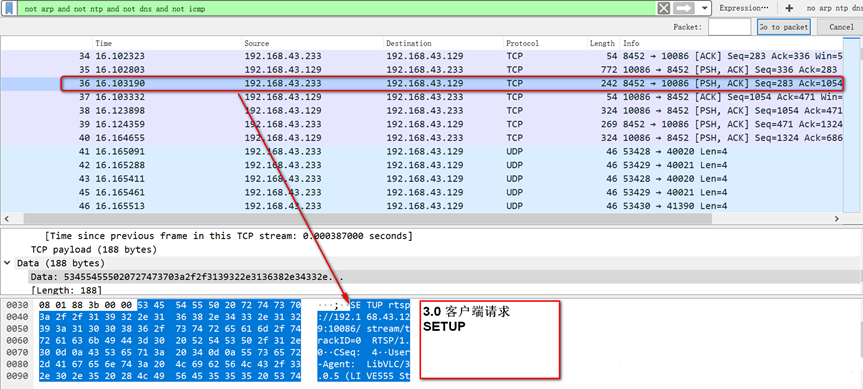 not arp and not ntp and not dns and not icmp
Expression…
+
no arp ntp dns
Packet:
Go to packet
Cancel
Time Source Destination Protocol Length Info
34 16.102323 192.168.43.233 192.168.43.129 TCP 54 8452 → 10086 [ACK] Seq=283 Ack=336 Win=5
35 16.102803 192.168.43.129 192.168.43.233 TCP 772 10086 → 8452 [PSH, ACK] Seq=336 Ack=283
36 16.103190 192.168.43.233 192.168.43.129 TCP 242 8452 → 10086 [PSH, ACK] Seq=283 Ack=1054
37 16.103332 192.168.43.129 192.168.43.233 TCP 54 10086 → 8452 [ACK] Seq=1054 Ack=471 Win=
38 16.123898 192.168.43.129 192.168.43.233 TCP 324 10086 → 8452 [PSH, ACK] Seq=1054 Ack=471
39 16.124359 192.168.43.233 192.168.43.129 TCP 269 8452 → 10086 [PSH, ACK] Seq=471 Ack=1324
40 16.164655 192.168.43.129 192.168.43.233 TCP 324 10086 → 8452 [PSH, ACK] Seq=1324 Ack=686
41 16.165091 192.168.43.233 192.168.43.129 UDP 46 53428 → 40020 Len=4
42 16.165288 192.168.43.233 192.168.43.129 UDP 46 53429 → 40021 Len=4
43 16.165411 192.168.43.233 192.168.43.129 UDP 46 53428 → 40020 Len=4
45 16.165461 192.168.43.233 192.168.43.129 UDP 46 53429 → 40021 Len=4
46 16.165513 192.168.43.233 192.168.43.129 UDP 46 53430 → 41390 Len=4
[Time since previous frame in this TCP stream: 0.000387000 seconds]
TCP payload (188 bytes)
Data (188 bytes)
Data: 534554555020727473703a2f2f3139322e3136382e34332e…
[Length: 188]
0030 08 01 88 3b 00 00 53 45 54 55 50 20 72 74 73 70 ···;··SE TUP rtsp
0040 3a 2f 2f 31 39 32 2e 31 36 38 2e 34 33 2e 31 32 ://192.1 68.43.12
0050 39 3a 31 30 30 38 36 2f 73 74 72 65 61 6d 2f 74 9:10086/ stream/t
0060 72 61 63 6b 49 44 3d 30 20 52 54 53 50 2f 31 2e rackID=0 RTSP/1.
0070 30 0d 0a 43 53 65 71 3a 20 34 0d 0a 55 73 65 72 0··CSeq: 4··User
0080 2d 41 67 65 6e 74 3a 20 4c 69 62 56 4c 43 2f 33 -Agent: LibVLC/3
0090 2e 30 2e 35 20 28 4c 49 56 45 35 35 35 20 53 74 .0.5 (LI VE555 St
3.0 客户端请求
SETUP